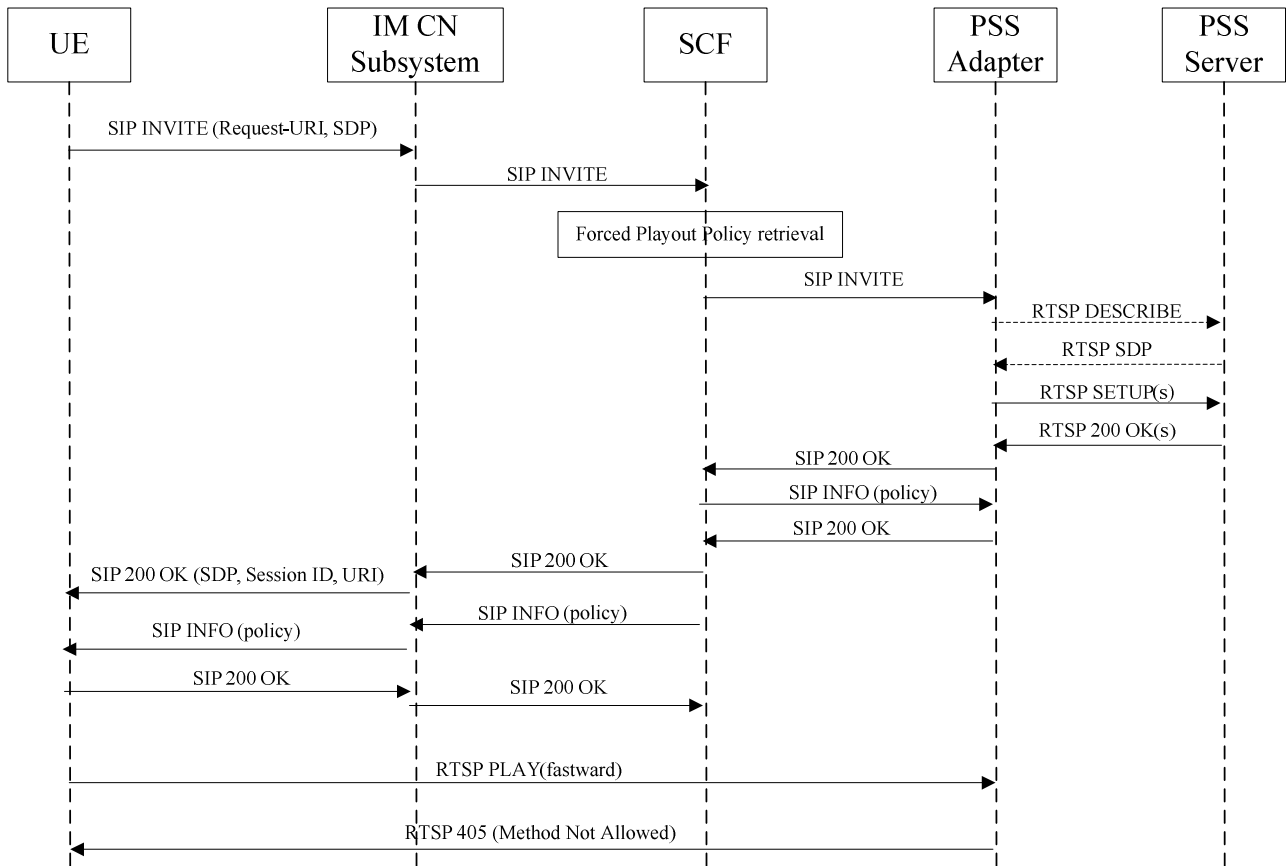 UE
IM CN
Subsystem
SCF
PSS
Adapter
PSS
Server
SIP INVITE (Request-URI, SDP)
SIP INVITE
Forced Playout Policy retrieval
SIP INVITE
RTSP DESCRIBE
RTSP SDP
RTSP SETUP(s)
RTSP 200 OK(s)
SIP 200 OK
SIP INFO (policy)
SIP 200 OK
SIP 200 OK
SIP 200 OK (SDP, Session ID, URI)
SIP INFO (policy)
SIP INFO (policy)
SIP 200 OK
SIP 200 OK
RTSP PLAY(fastward)
RTSP 405 (Method Not Allowed)